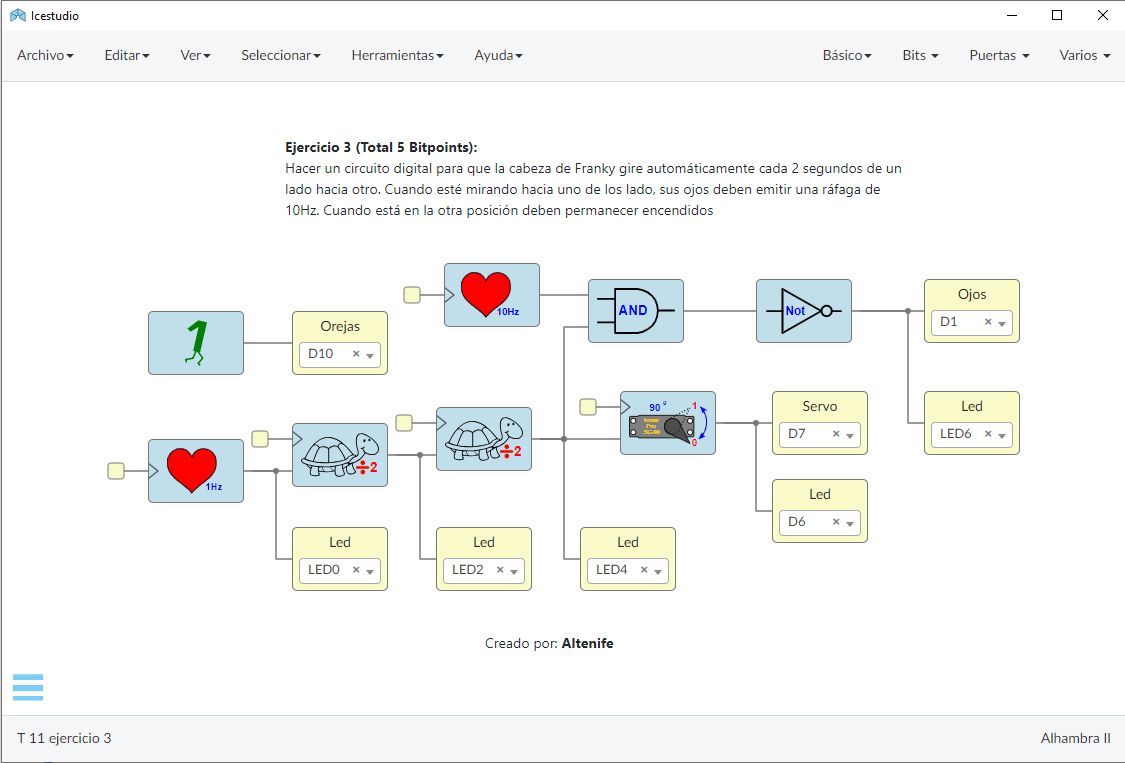 Icestudio
Archivo Editar Ver Seleccionar Herramientas Ayuda Básico Bits Puertas Varios
Ejercicio 3 (Total 5 Bitpoints):
Hacer un circuito digital para que la cabeza de Franky gire automáticamente cada 2 segundos de un
lado hacia otro. Cuando esté mirando hacia uno de los lado, sus ojos deben emitir una ráfaga de
10Hz. Cuando está en la otra posición deben permanecer encendidos
10Hz
AND
Not
Ojos
D1
1
Orejas
D10
90 º
1
0
Servo
D7
Led
LED6
1Hz
÷2
÷2
Led
D6
Led
LED0
Led
LED2
Led
LED4
Creado por: Altenife
T 11 ejercicio 3
Alhambra II